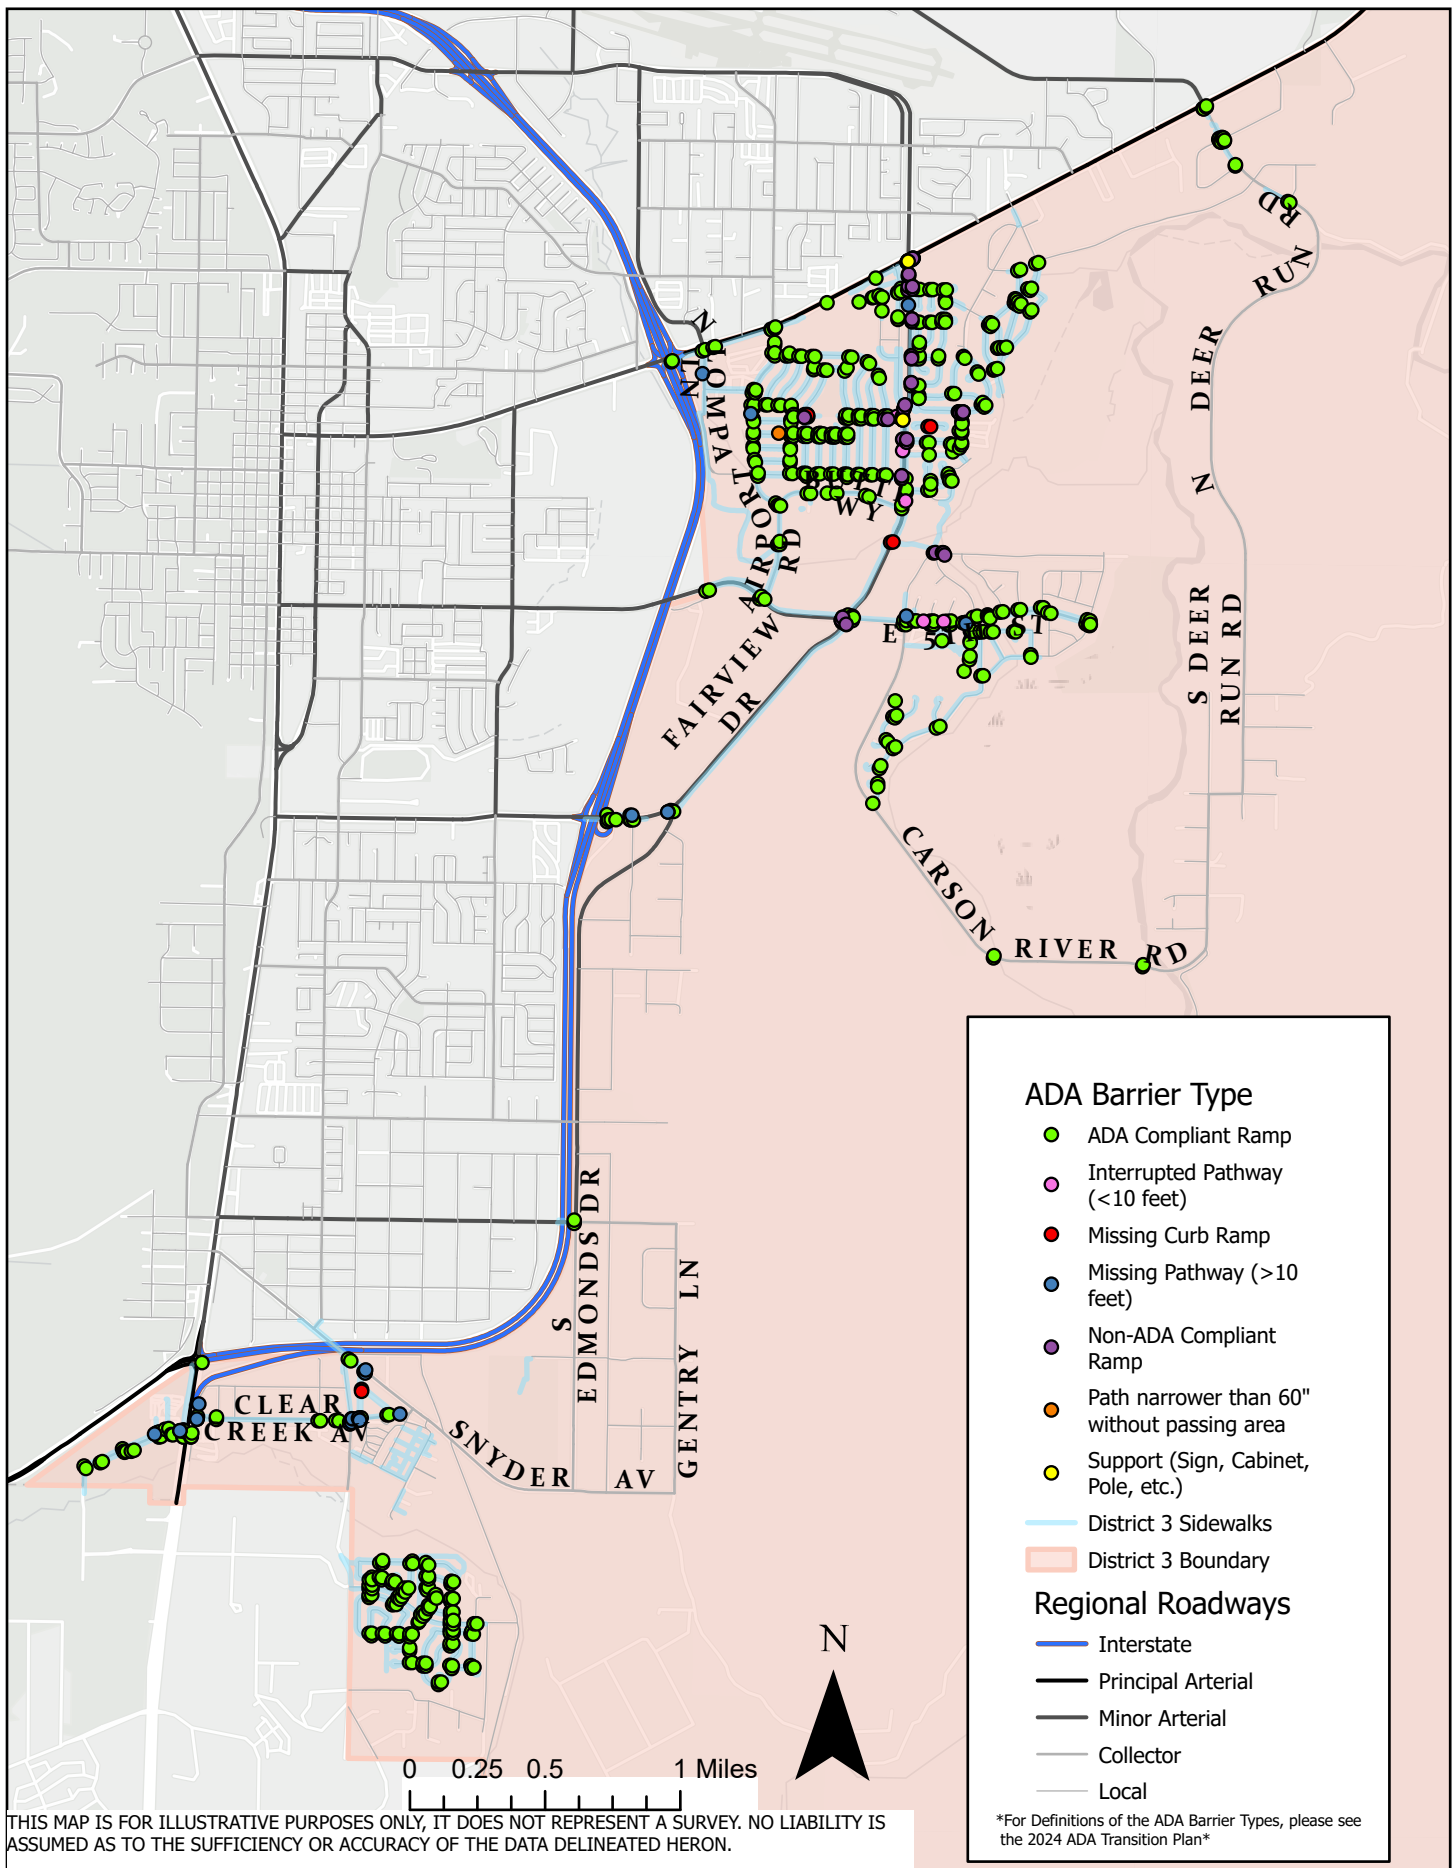 RD
RUN
DEER
N
N
LOMPA
LN
BUTTI
WY
AIRPORT
RD
S DEER
RUN RD
FAIRVIEW
DR
E 5TH ST
CARSON
RIVER RD
S
EDMONDS DR
GENTRY LN
CLEAR
CREEK AV
SNYDER
AV
ADA Barrier Type
ADA Compliant Ramp
Interrupted Pathway
(<10 feet)
Missing Curb Ramp
Missing Pathway (>10
feet)
Non-ADA Compliant
Ramp
Path narrower than 60"
without passing area
Support (Sign, Cabinet,
Pole, etc.)
District 3 Sidewalks
District 3 Boundary
Regional Roadways
Interstate
Principal Arterial
Minor Arterial
Collector
Local
*For Definitions of the ADA Barrier Types, please see
the 2024 ADA Transition Plan*
N
0 0.25 0.5 1 Miles
THIS MAP IS FOR ILLUSTRATIVE PURPOSES ONLY, IT DOES NOT REPRESENT A SURVEY. NO LIABILITY IS
ASSUMED AS TO THE SUFFICIENCY OR ACCURACY OF THE DATA DELINEATED HERON.